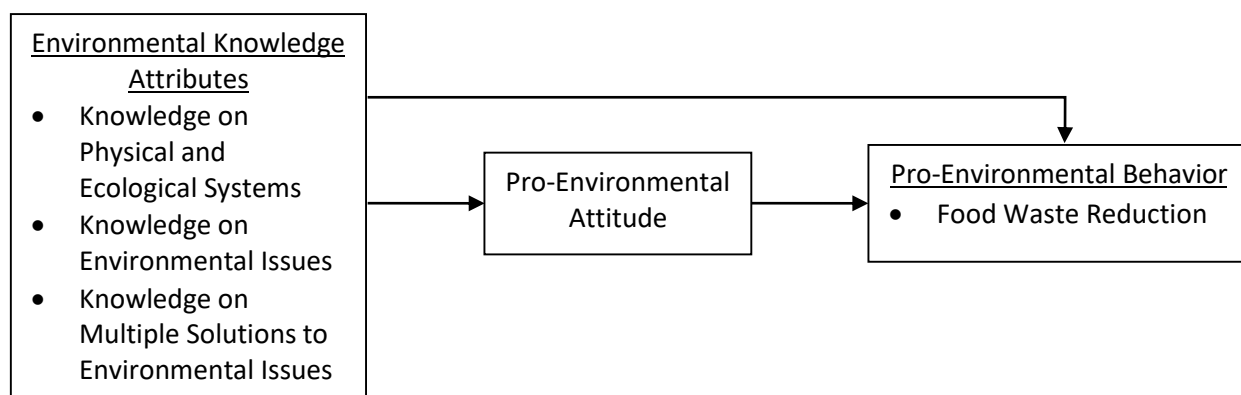 Environmental Knowledge
Attributes
• Knowledge on
Physical and
Ecological Systems
• Knowledge on
Environmental Issues
• Knowledge on
Multiple Solutions to
Environmental Issues
Pro-Environmental
Attitude
Pro-Environmental Behavior
• Food Waste Reduction